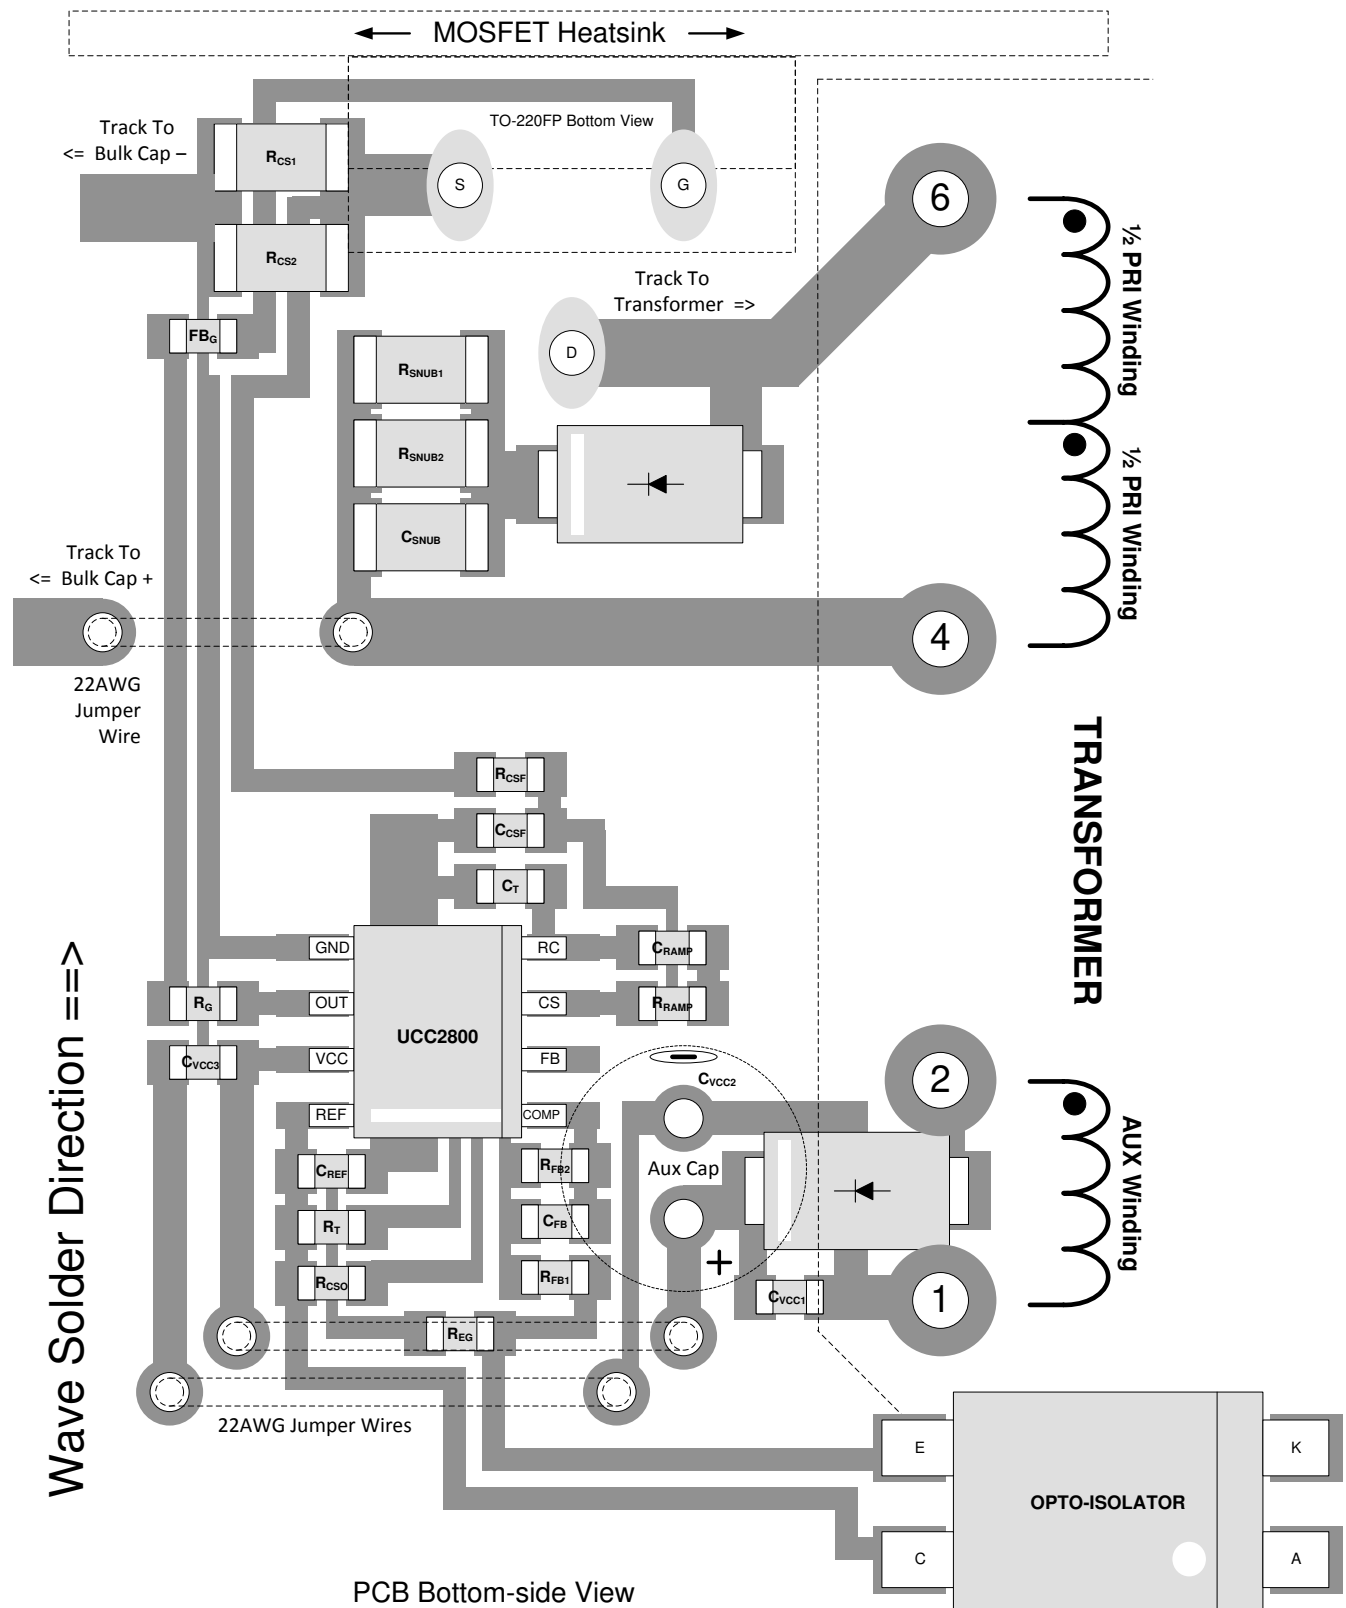 MOSFET Heatsink
TO-220FP Bottom View
Track To
<= Bulk Cap –
RCS1
S
G
6
RCS2
½ PRI Winding
Track To
Transformer =>
FBG
D
RSNUB1
RSNUB2
½ PRI Winding
CSNUB
Track To
<= Bulk Cap +
4
22AWG
Jumper
Wire
TRANSFORMER
RCSF
CCSF
CT
GND
RC
CRAMP
RG
OUT
CS
RRAMP
UCC2800
CVCC3
VCC
FB
CVCC2
2
REF
COMP
AUX Winding
CREF
RFB2
Aux Cap
RT
CFB
RCSO
RFB1
+
CVCC1
1
REG
22AWG Jumper Wires
Wave Solder Direction ==>
E
K
OPTO-ISOLATOR
C
A
PCB Bottom-side View